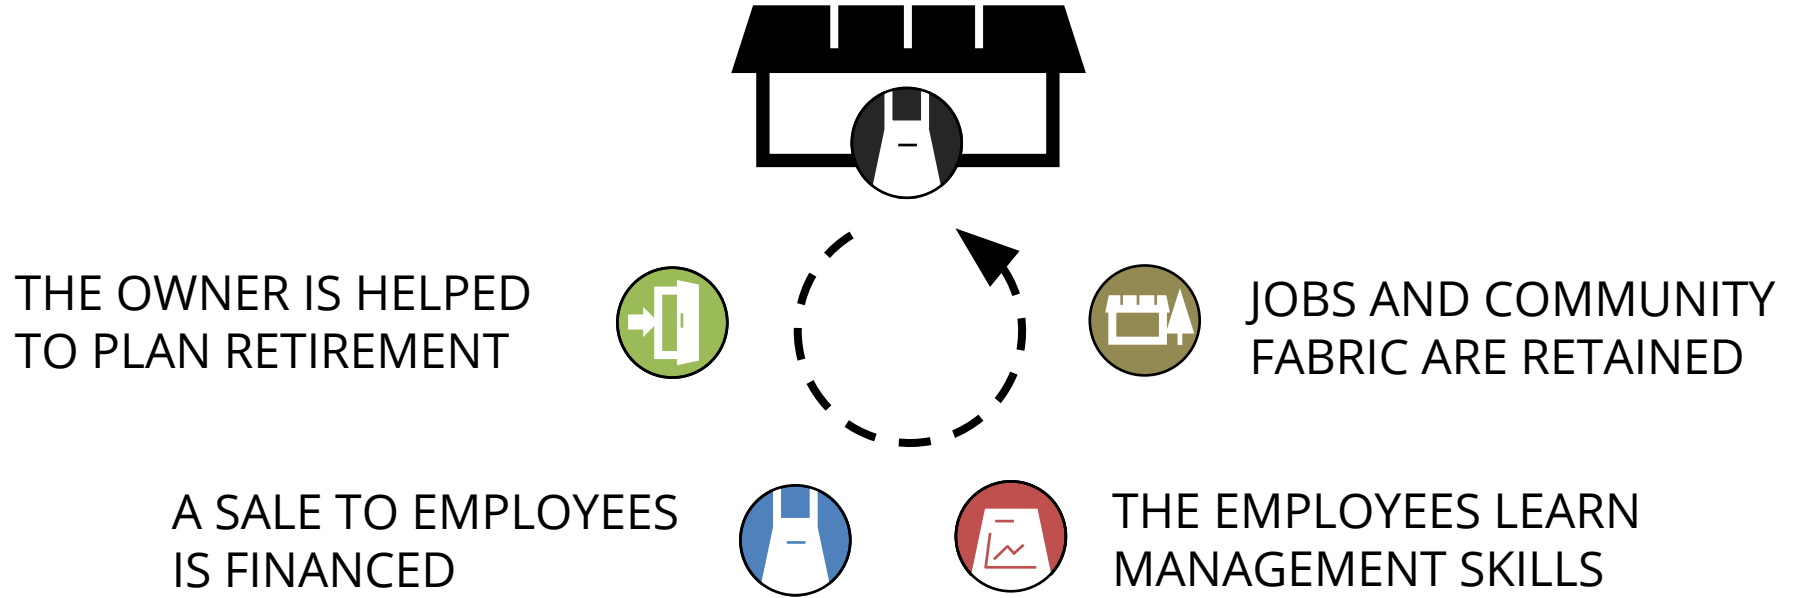 THE OWNER IS HELPED
TO PLAN RETIREMENT
A SALE TO EMPLOYEES
IS FINANCED
THE EMPLOYEES LEARN
MANAGEMENT SKILLS
JOBS AND COMMUNITY
FABRIC ARE RETAINED